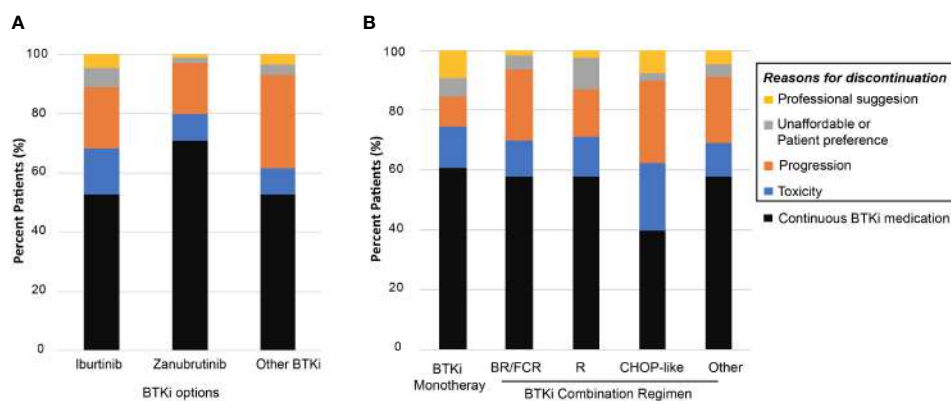 A
Percent Patients (%)
100
80
60
40
20
0
Iburtinib
Zanubrutinib
Other BTKi
BTKi options
B
Percent Patients (%)
100
80
60
40
20
0
BTKi
Monotheray
BR/FCR
R
CHOP-like
Other
BTKi Combination Regimen
Reasons for discontinuation
Professional suggesion
Unaffordable or
Patient preference
Progression
Toxicity
Continuous BTKi medication